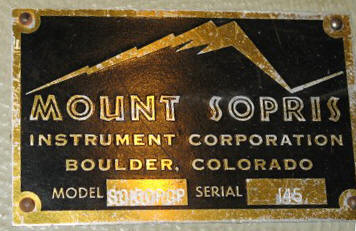 MOUNT SOPRIS
INSTRUMENT CORPORATION
BOULDER, COLORADO
MODEL SERIAL 145